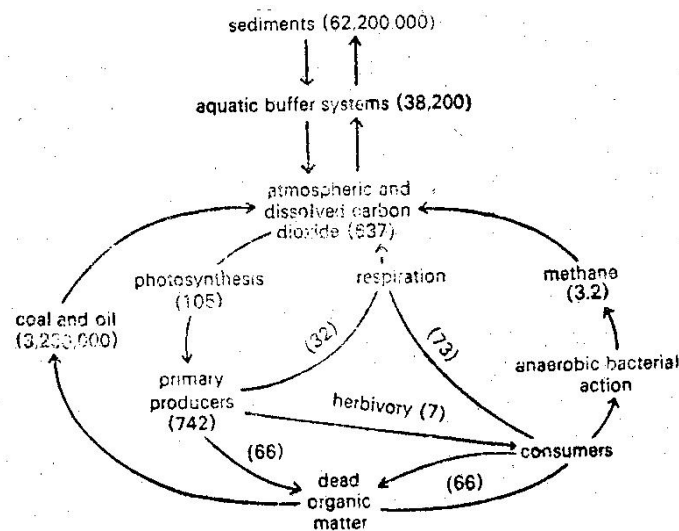 sediments (62,200,000)
aquatic buffer systems (38,200)
atmospheric and
dissolved carbon
dioxide (637)
photosynthesis
(105)
respiration
methane
(3.2)
coal and oil
(32)
(73)
anaerobic bacterial
action
primary
producers
(742)
herbivory (7)
consumers
(66)
(66)
dead
organic
matter